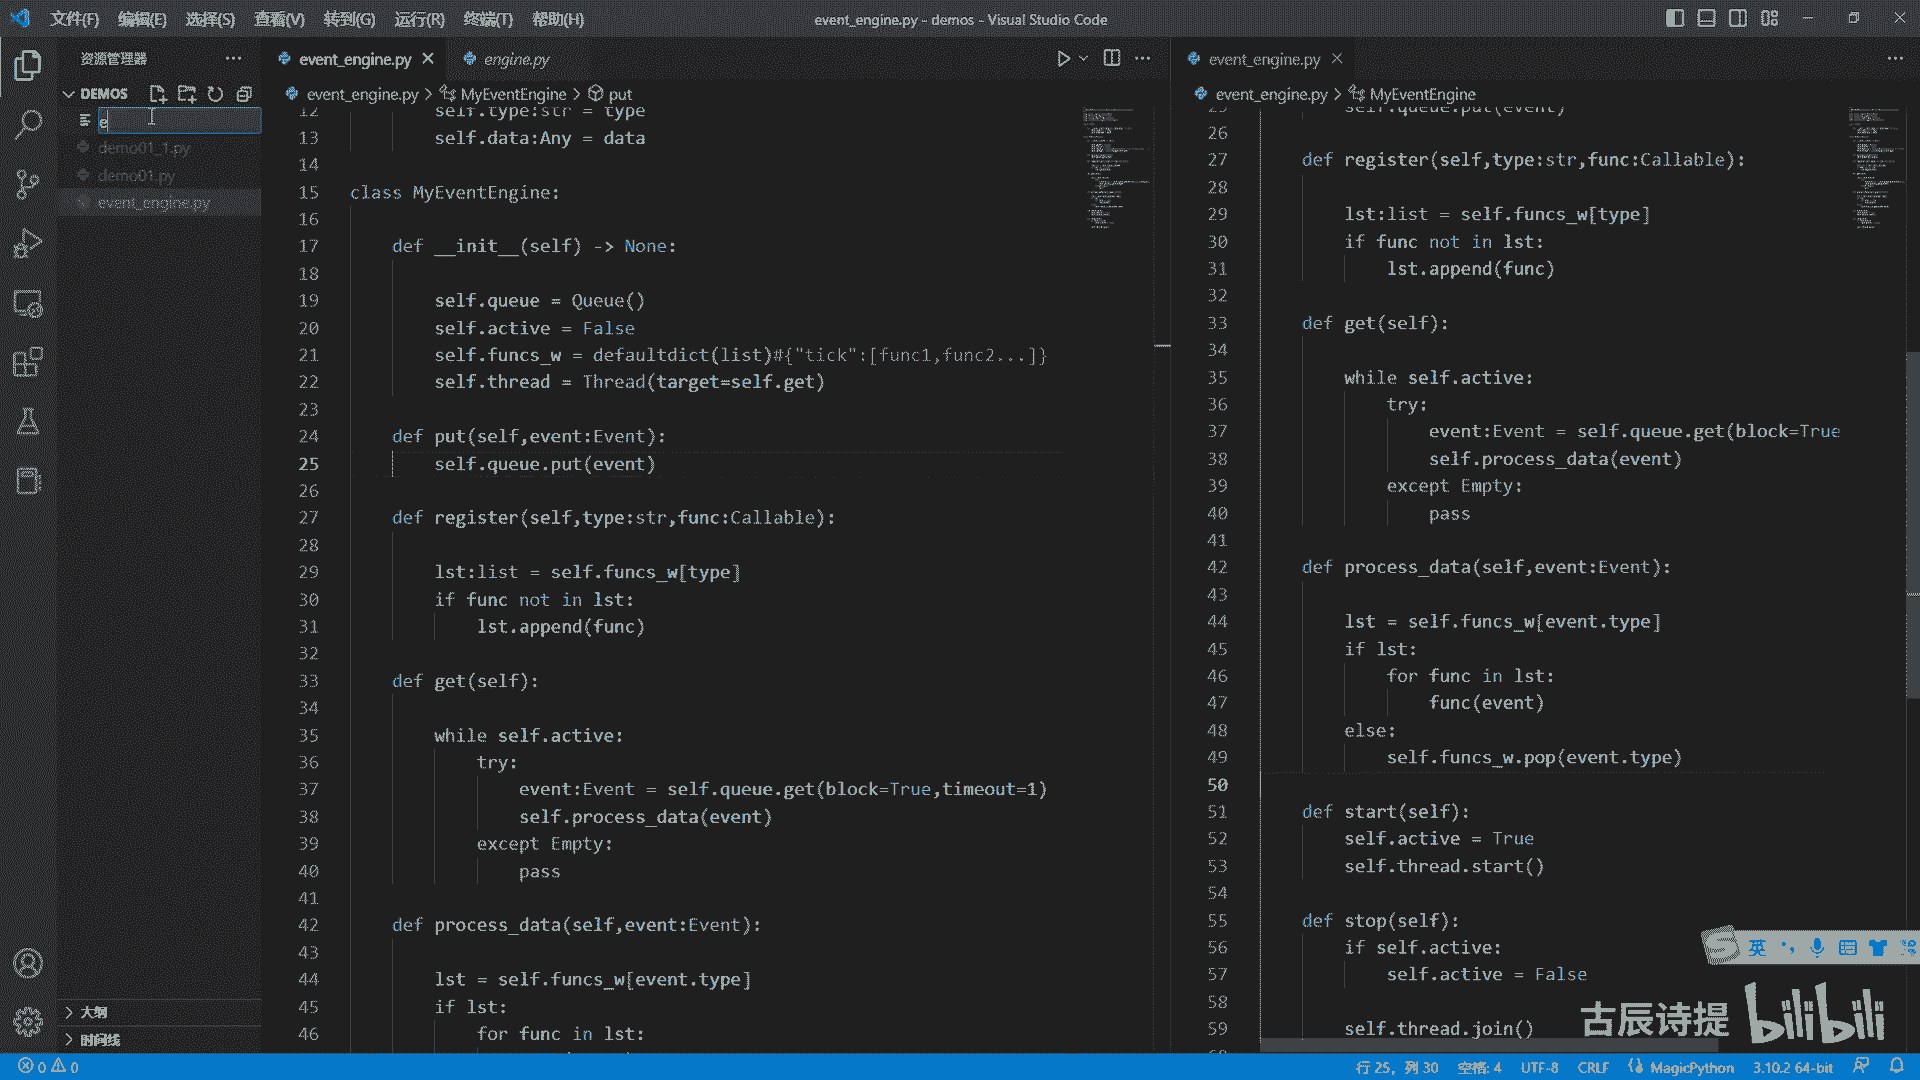 文件(F) 编辑(E) 选择(S) 查看(V) 转到(G) 运行(R) 终端(T) 帮助(H)
event_engine.py - demos - Visual Studio Code
资源管理器
DEMOS
e
demo01_1.py
demo01.py
event_engine.py
大纲
时间线
event_engine.py
engine.py
event_engine.py > MyEventEngine > put
12 self.type:str = type
13 self.data:Any = data
14
15 class MyEventEngine:
16
17 def __init__(self) -> None:
18
19 self.queue = Queue()
20 self.active = False
21 self.funcs_w = defaultdict(list)#{"tick":[func1,func2...]}
22 self.thread = Thread(target=self.get)
23
24 def put(self,event:Event):
25 self.queue.put(event)
26
27 def register(self,type:str,func:Callable):
28
29 lst:list = self.funcs_w[type]
30 if func not in lst:
31 lst.append(func)
32
33 def get(self):
34
35 while self.active:
36 try:
37 event:Event = self.queue.get(block=True,timeout=1)
38 self.process_data(event)
39 except Empty:
40 pass
41
42 def process_data(self,event:Event):
43
44 lst = self.funcs_w[event.type]
45 if lst:
46 for func in lst:
event_engine.py
event_engine.py > MyEventEngine
25 self.queue.put(event)
26
27 def register(self,type:str,func:Callable):
28
29 lst:list = self.funcs_w[type]
30 if func not in lst:
31 lst.append(func)
32
33 def get(self):
34
35 while self.active:
36 try:
37 event:Event = self.queue.get(block=True
38 self.process_data(event)
39 except Empty:
40 pass
41
42 def process_data(self,event:Event):
43
44 lst = self.funcs_w[event.type]
45 if lst:
46 for func in lst:
47 func(event)
48 else:
49 self.funcs_w.pop(event.type)
50
51 def start(self):
52 self.active = True
53 self.thread.start()
54
55 def stop(self):
56 if self.active:
57 self.active = False
58
59 self.thread.join()
英
古辰诗提 bilibili
0 0
行 25，列 30 空格: 4 UTF-8 CRLF MagicPython 3.10.2 64-bit